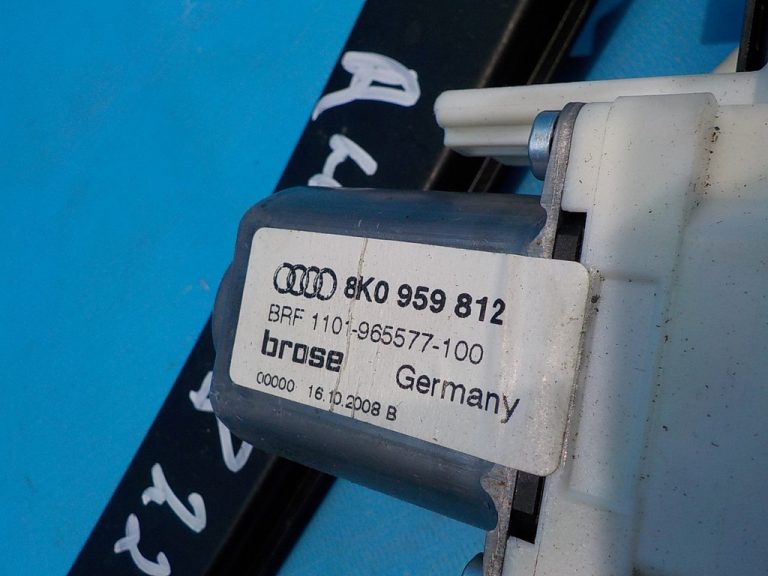 8K0 959 812
BRF 1101-965577-100
brose
Germany
00000 16.10.2008 B